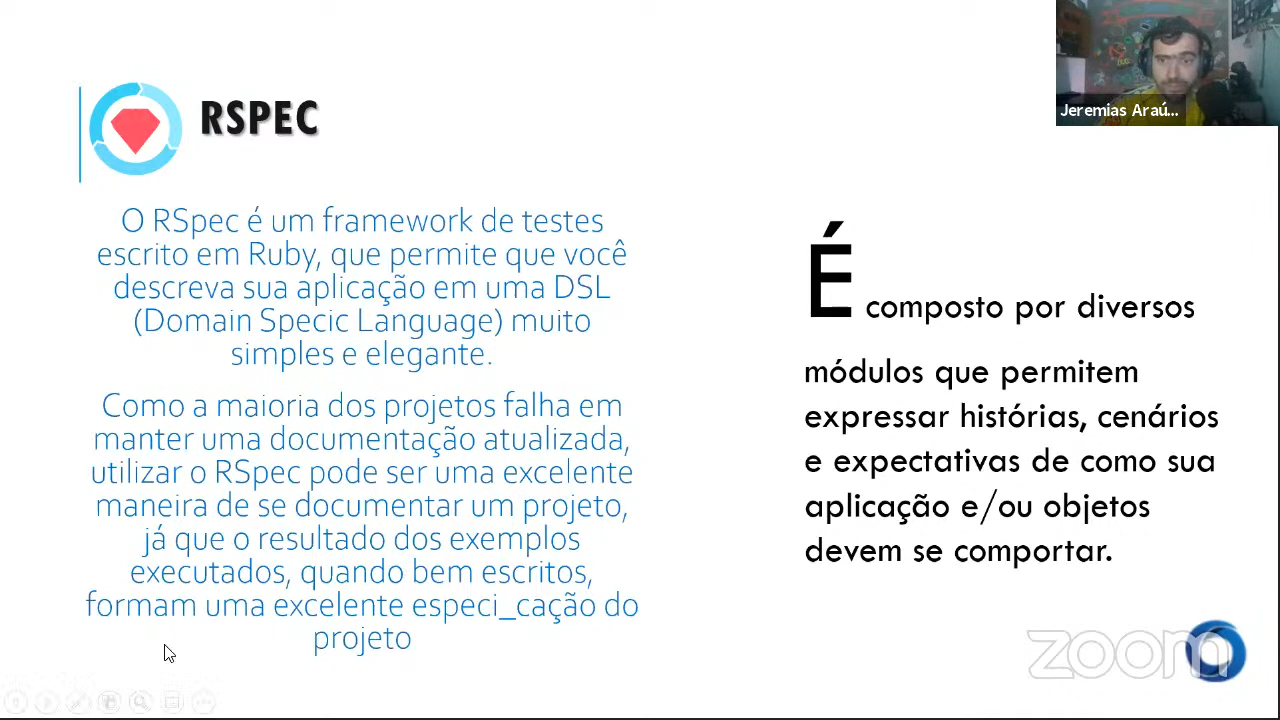 RSPEC
O RSpec é um framework de testes
escrito em Ruby, que permite que você
descreva sua aplicação em uma DSL
(Domain Specic Language) muito
simples e elegante.
Como a maioria dos projetos falha em
manter uma documentação atualizada,
utilizar o RSpec pode ser uma excelente
maneira de se documentar um projeto,
já que o resultado dos exemplos
executados, quando bem escritos,
formam uma excelente especi_cação do
projeto
É composto por diversos
módulos que permitem
expressar histórias, cenários
e expectativas de como sua
aplicação e/ou objetos
devem se comportar.
Jeremias Araú...
zoom